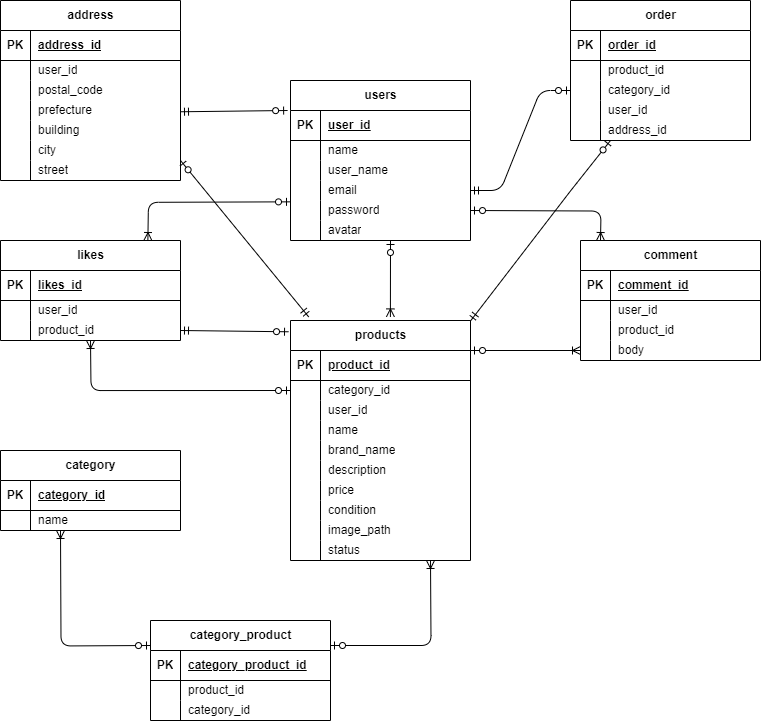 address
PK address_id
user_id
postal_code
prefecture
building
city
street
order
PK order_id
product_id
category_id
user_id
address_id
users
PK user_id
name
user_name
email
password
avatar
likes
PK likes_id
user_id
product_id
comment
PK comment_id
user_id
product_id
body
products
PK product_id
category_id
user_id
name
brand_name
description
price
condition
image_path
status
category
PK category_id
name
category_product
PK category_product_id
product_id
category_id